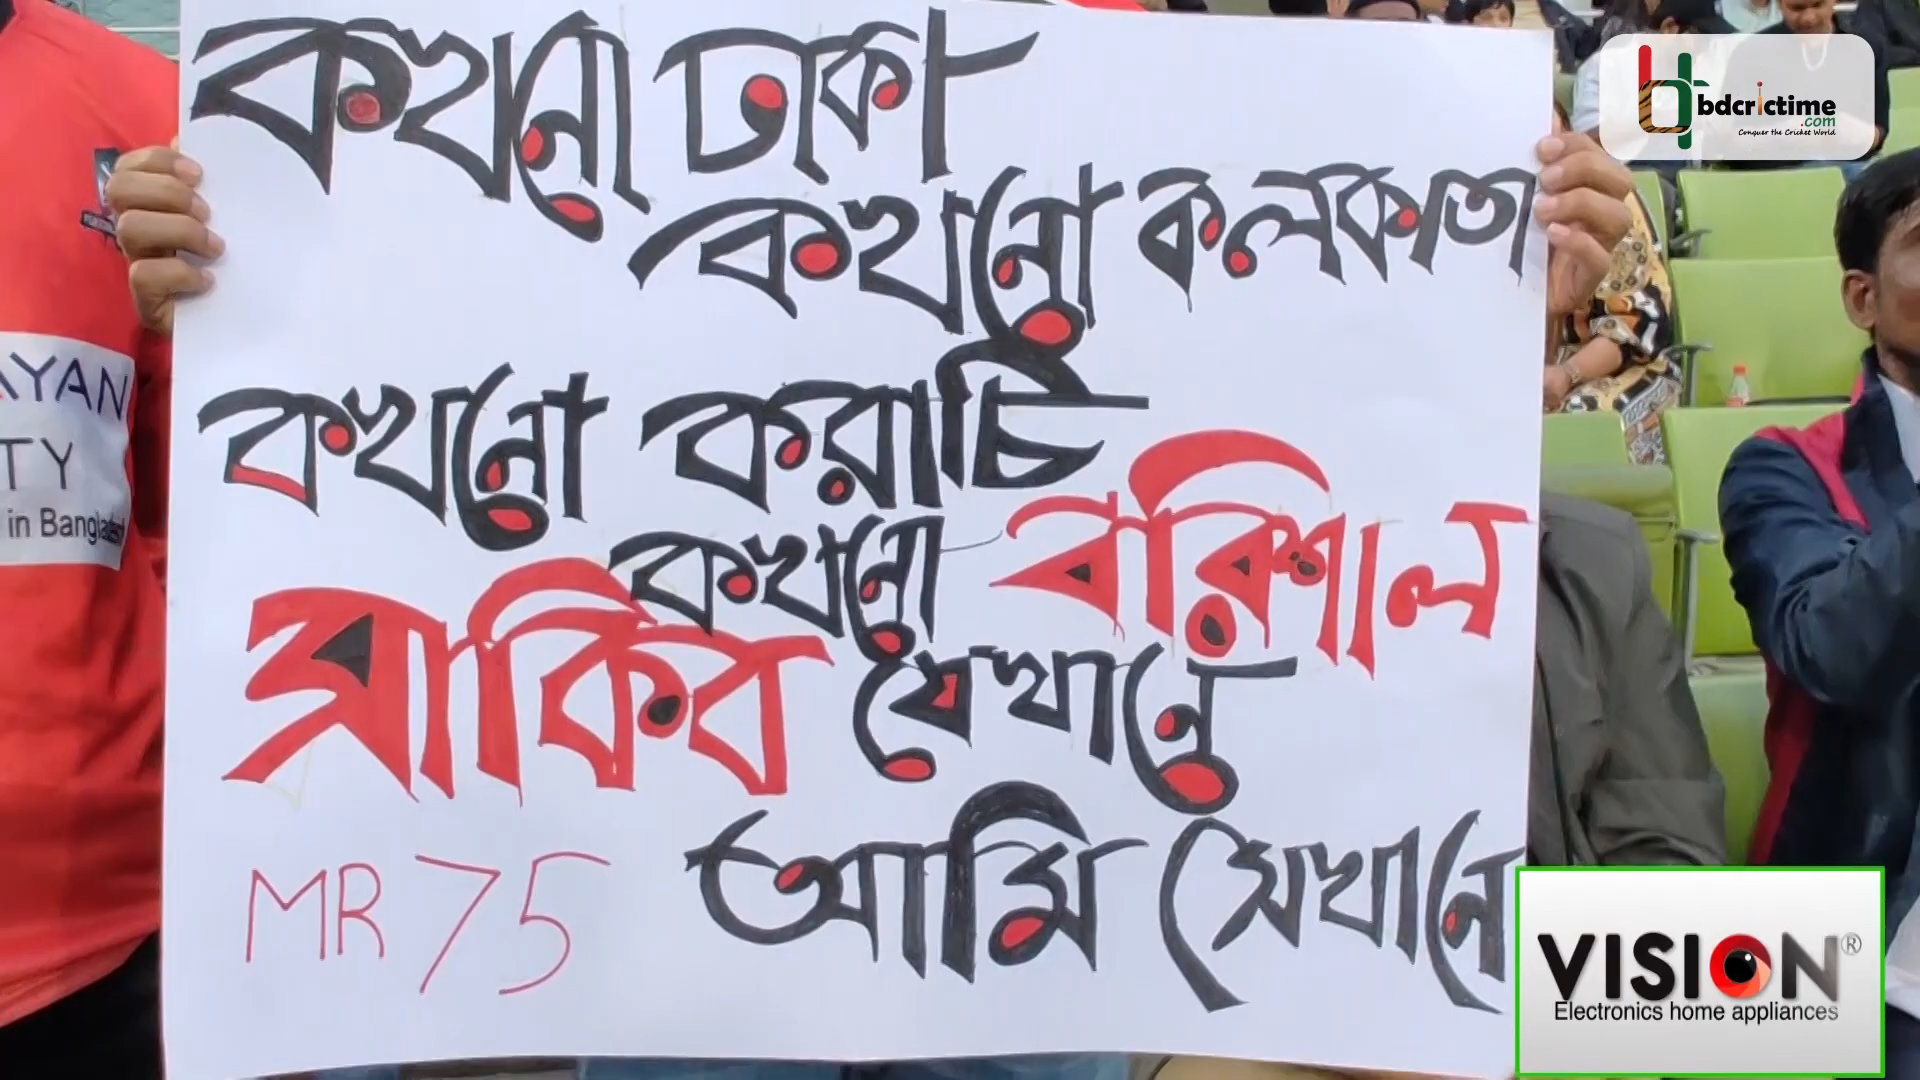 কখনো ঢাকা
কখনো কলকাতা
কখনো করাচি
কখনো বরিশাল
সাকিব যেখানে
আমি সেখানে
MR 75
AYAN
TY
in Bangladesh
bdcrictime
.com
Conquer the Cricket World
VISION®
Electronics home appliances